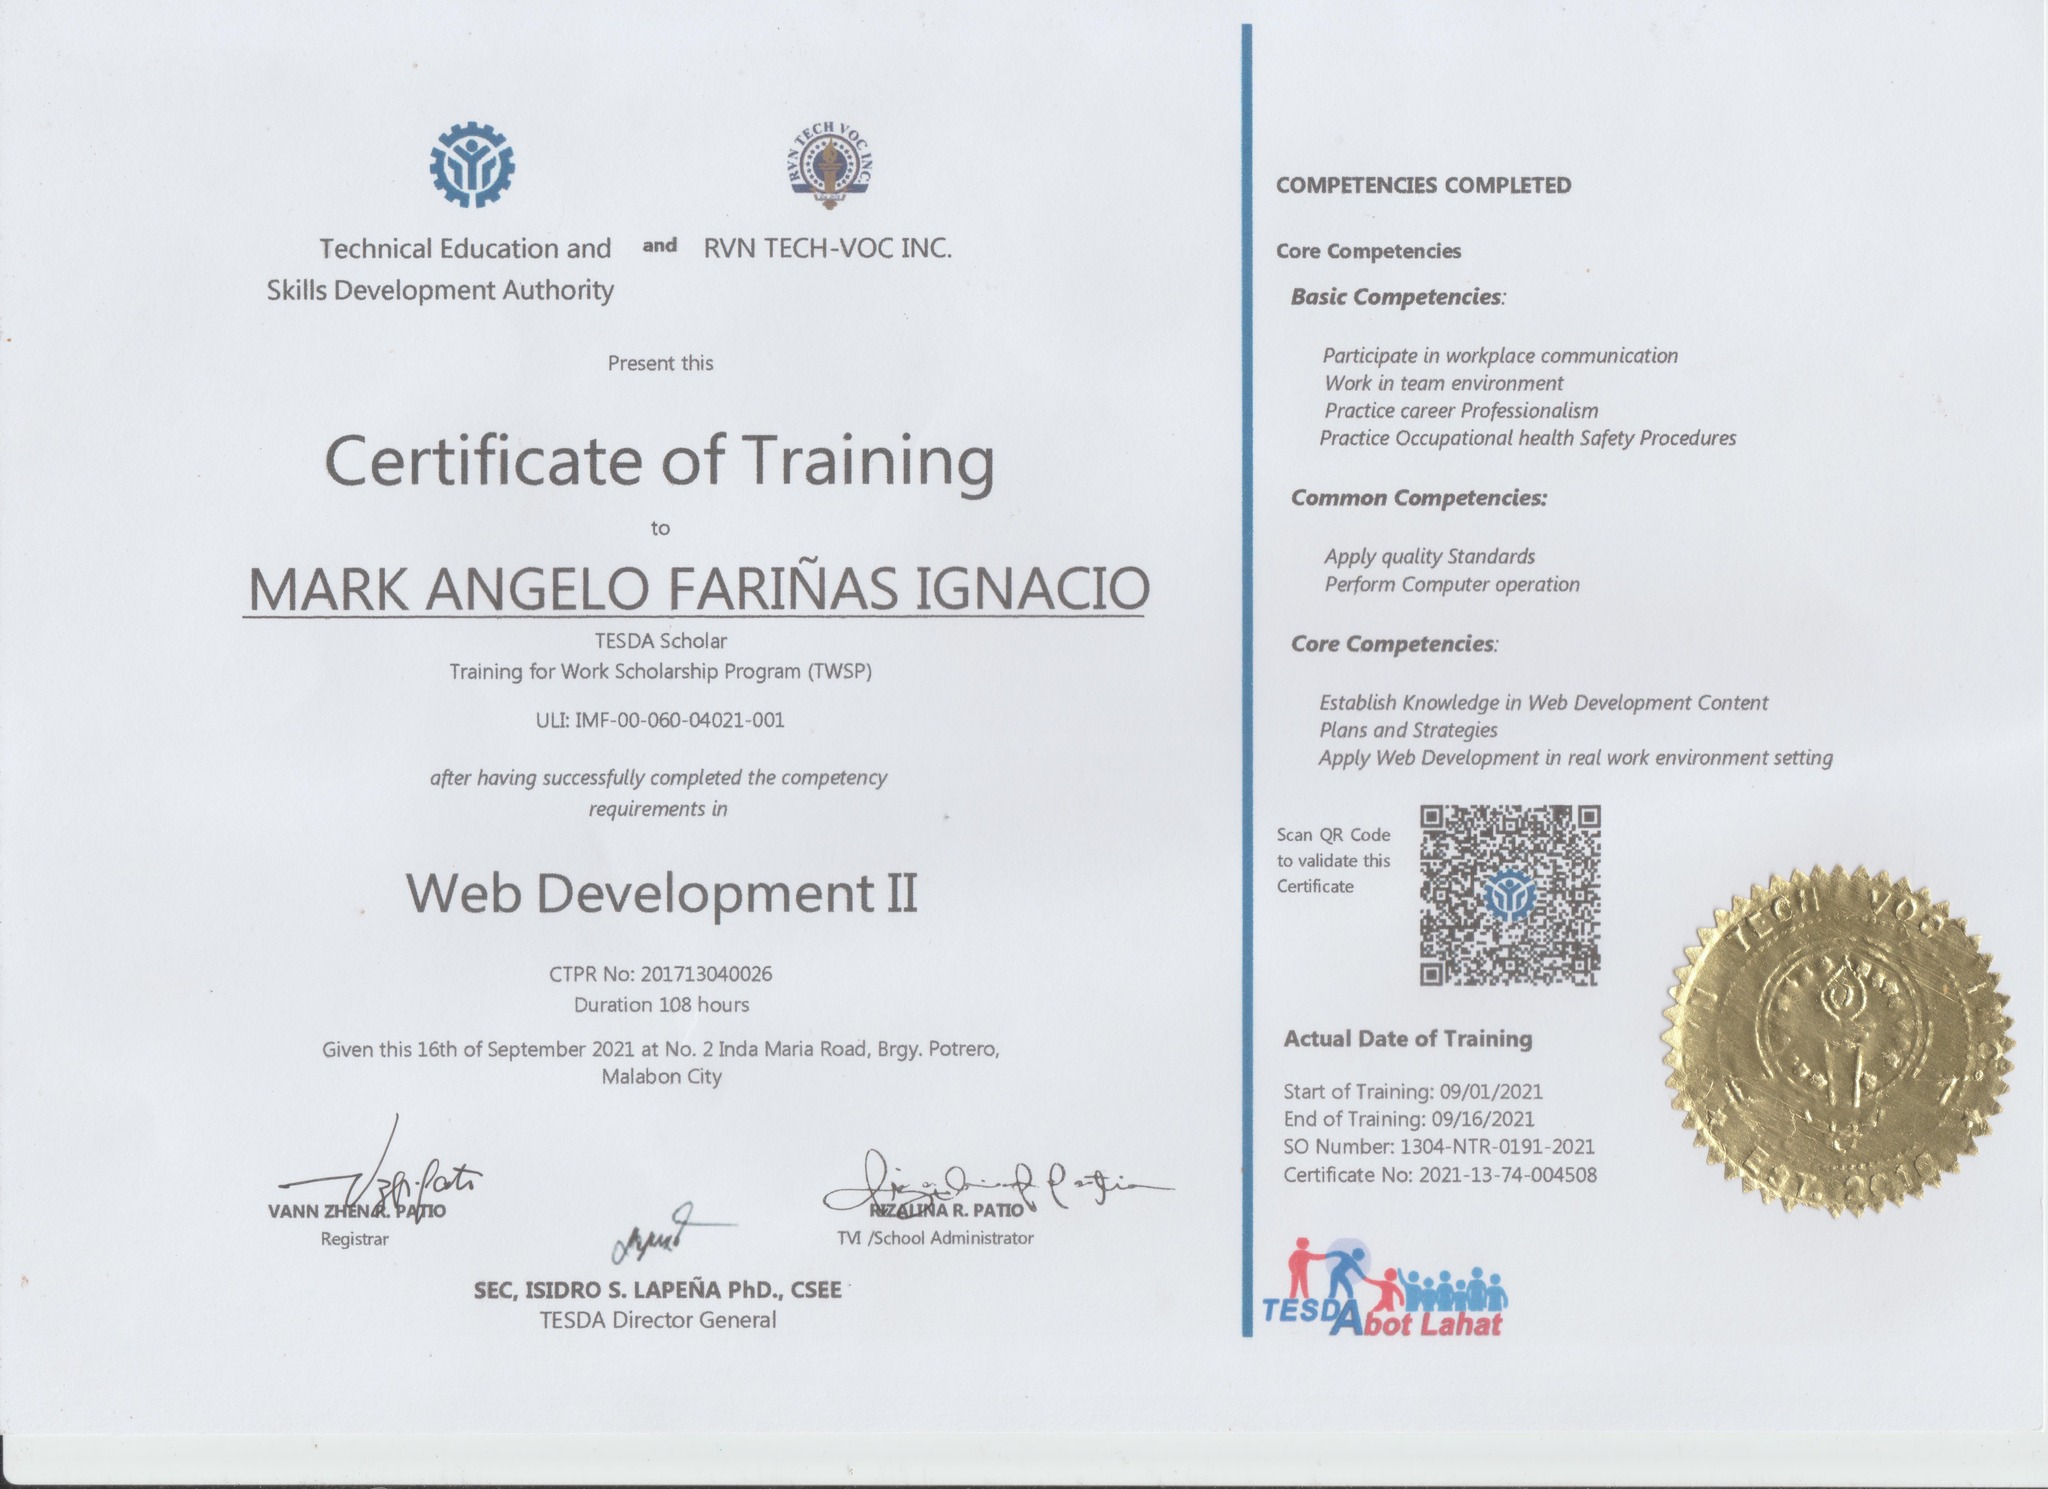 RVN TECH VOC INC.
Technical Education and
Skills Development Authority
and
RVN TECH-VOC INC.
Present this
Certificate of Training
to
MARK ANGELO FARIÑAS IGNACIO
TESDA Scholar
Training for Work Scholarship Program (TWSP)
ULI: IMF-00-060-04021-001
after having successfully completed the competency
requirements in
Web Development II
CTPR No: 201713040026
Duration 108 hours
Given this 16th of September 2021 at No. 2 Inda Maria Road, Brgy. Potrero,
Malabon City
VANN ZHEN R. PATIO
Registrar
RIZALINA R. PATIO
TVI /School Administrator
SEC, ISIDRO S. LAPEÑA PhD., CSEE
TESDA Director General
COMPETENCIES COMPLETED
Core Competencies
Basic Competencies:
Participate in workplace communication
Work in team environment
Practice career Professionalism
Practice Occupational health Safety Procedures
Common Competencies:
Apply quality Standards
Perform Computer operation
Core Competencies:
Establish Knowledge in Web Development Content
Plans and Strategies
Apply Web Development in real work environment setting
Scan QR Code
to validate this
Certificate
Actual Date of Training
Start of Training: 09/01/2021
End of Training: 09/16/2021
SO Number: 1304-NTR-0191-2021
Certificate No: 2021-13-74-004508
TESDA Abot Lahat
TECH VOC